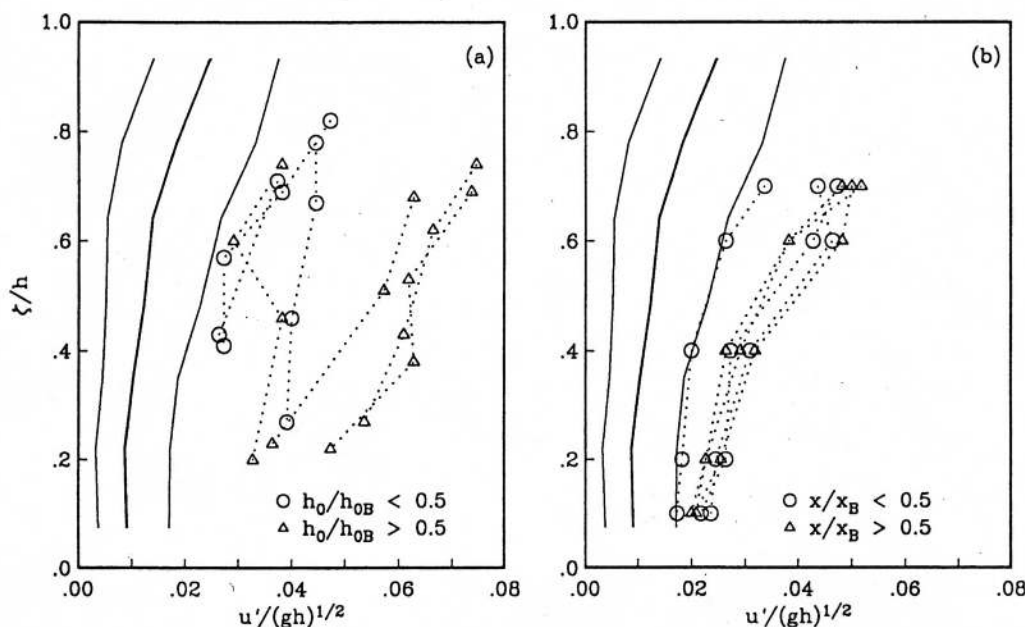 1.0
.8
.6
.4
.2
.0
ζ/h
(a)
○ h₀/h₀B < 0.5
△ h₀/h₀B > 0.5
.00 .02 .04 .06 .08
u′/(gh)^1/2
1.0
.8
.6
.4
.2
.0
(b)
○ x/xB < 0.5
△ x/xB > 0.5
.00 .02 .04 .06 .08
u′/(gh)^1/2